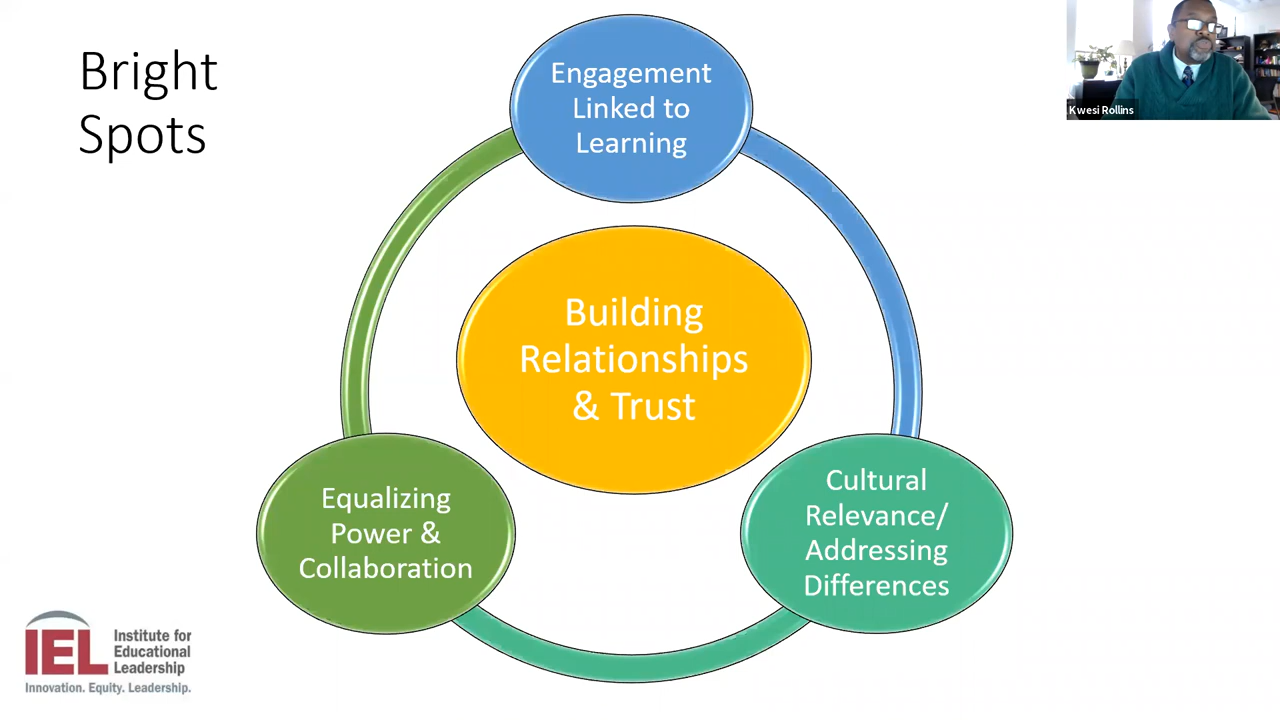 Bright
Spots
Engagement
Linked to
Learning
Kwesi Rollins
Building
Relationships
& Trust
Equalizing
Power &
Collaboration
Cultural
Relevance/
Addressing
Differences
IEL
Institute for
Educational
Leadership
Innovation. Equity. Leadership.